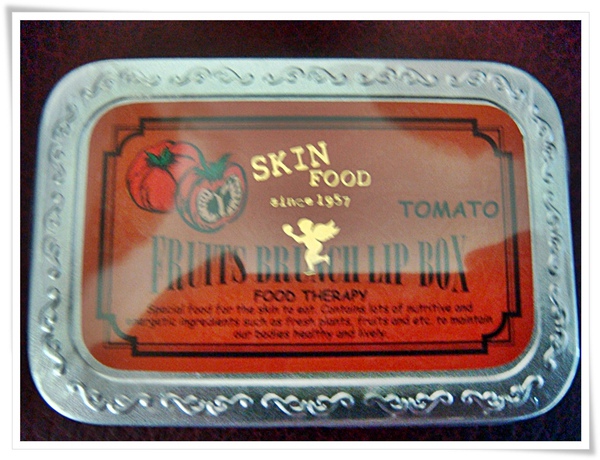 SKIN
FOOD
since 1957
TOMATO
FRUITS BRUNCH LIP BOX
FOOD THERAPY
Special food for the skin to eat. Contains lots of nutritive and
energetic ingredients such as fresh plants, fruits and etc. to maintain
our bodies healthy and lively.